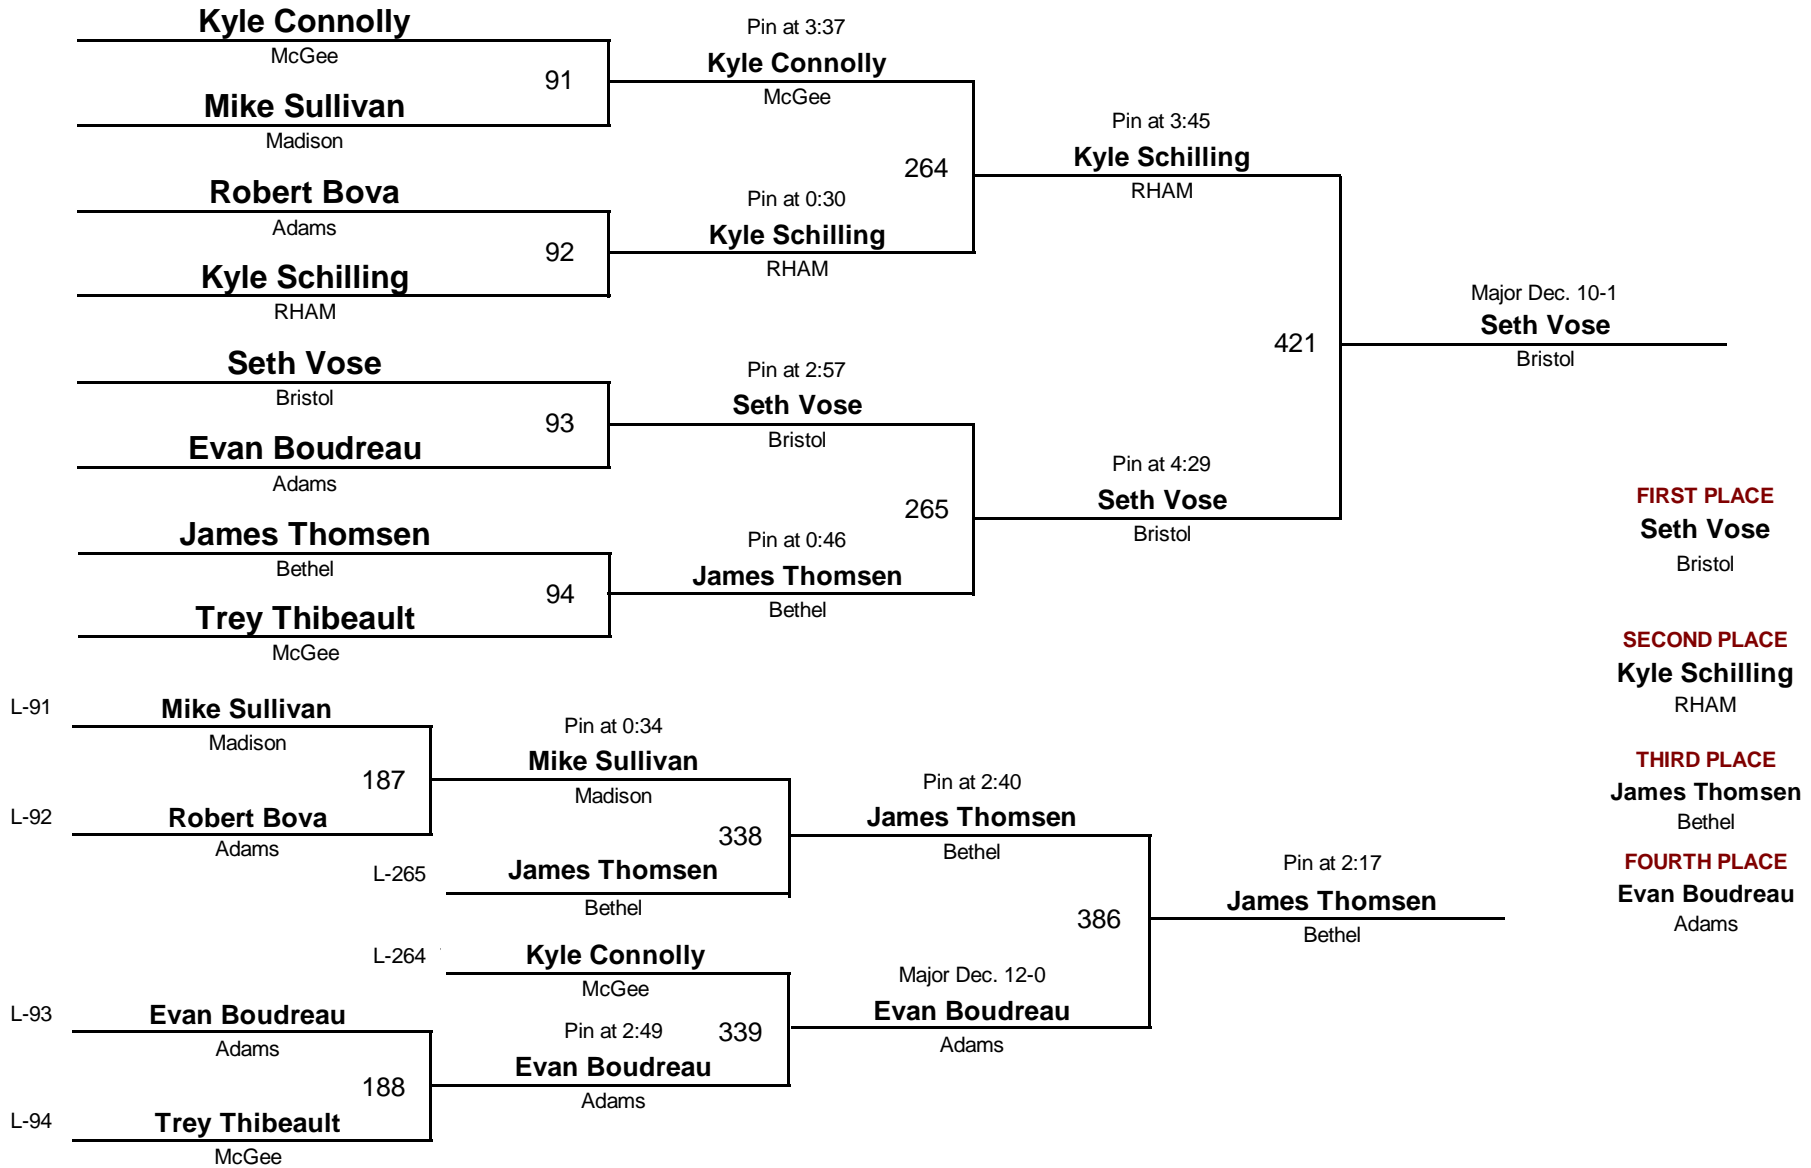 Kyle Connolly
McGee
91
Mike Sullivan
Madison
Robert Bova
Adams
92
Kyle Schilling
RHAM
Seth Vose
Bristol
93
Evan Boudreau
Adams
James Thomsen
Bethel
94
Trey Thibeault
McGee
Pin at 3:37
Kyle Connolly
McGee
264
Pin at 0:30
Kyle Schilling
RHAM
Pin at 2:57
Seth Vose
Bristol
265
Pin at 0:46
James Thomsen
Bethel
Pin at 3:45
Kyle Schilling
RHAM
421
Pin at 4:29
Seth Vose
Bristol
Major Dec. 10-1
Seth Vose
Bristol
FIRST PLACE
Seth Vose
Bristol
SECOND PLACE
Kyle Schilling
RHAM
THIRD PLACE
James Thomsen
Bethel
FOURTH PLACE
Evan Boudreau
Adams
L-91
Mike Sullivan
Madison
187
L-92
Robert Bova
Adams
Pin at 0:34
Mike Sullivan
Madison
338
L-265
James Thomsen
Bethel
L-264
Kyle Connolly
McGee
339
L-93
Evan Boudreau
Adams
188
L-94
Trey Thibeault
McGee
Pin at 2:49
Evan Boudreau
Adams
Pin at 2:40
James Thomsen
Bethel
386
Major Dec. 12-0
Evan Boudreau
Adams
Pin at 2:17
James Thomsen
Bethel